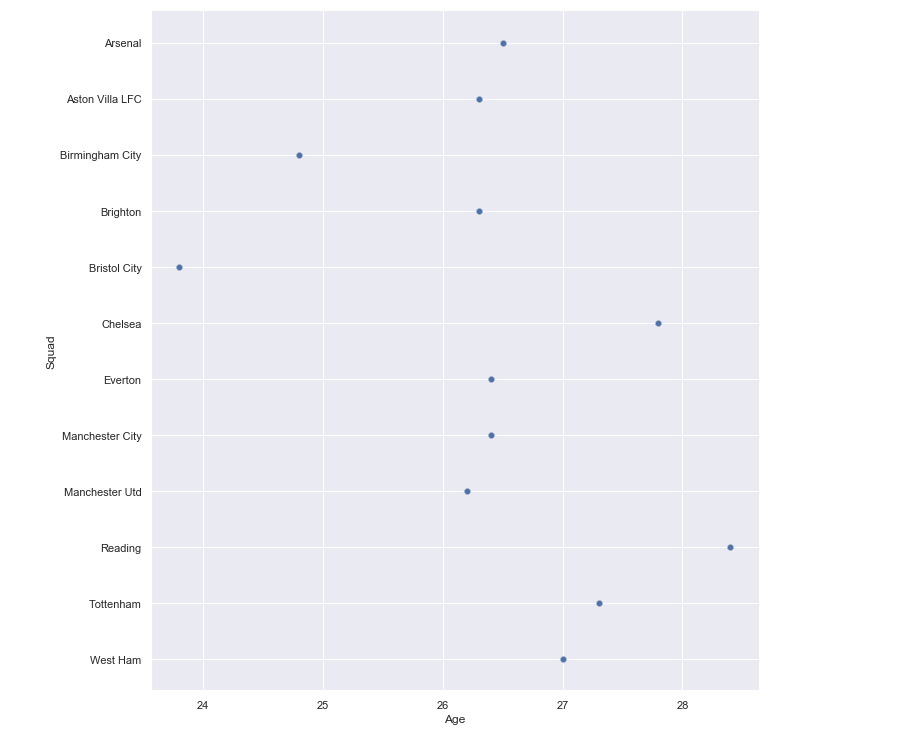 Arsenal
Aston Villa LFC
Birmingham City
Brighton
Bristol City
Chelsea
Squad
Everton
Manchester City
Manchester Utd
Reading
Tottenham
West Ham
24 25 26 27 28
Age